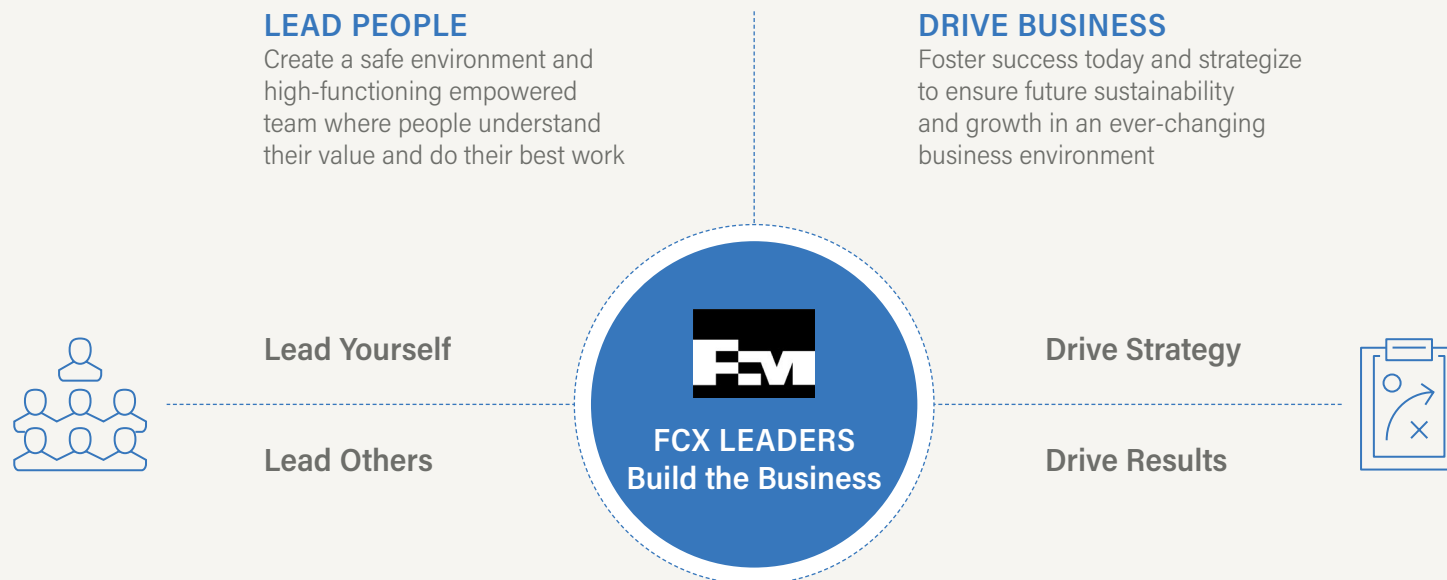 LEAD PEOPLE
Create a safe environment and
high-functioning empowered
team where people understand
their value and do their best work
DRIVE BUSINESS
Foster success today and strategize
to ensure future sustainability
and growth in an ever-changing
business environment
Lead Yourself
Lead Others
FM
FCX LEADERS
Build the Business
Drive Strategy
Drive Results